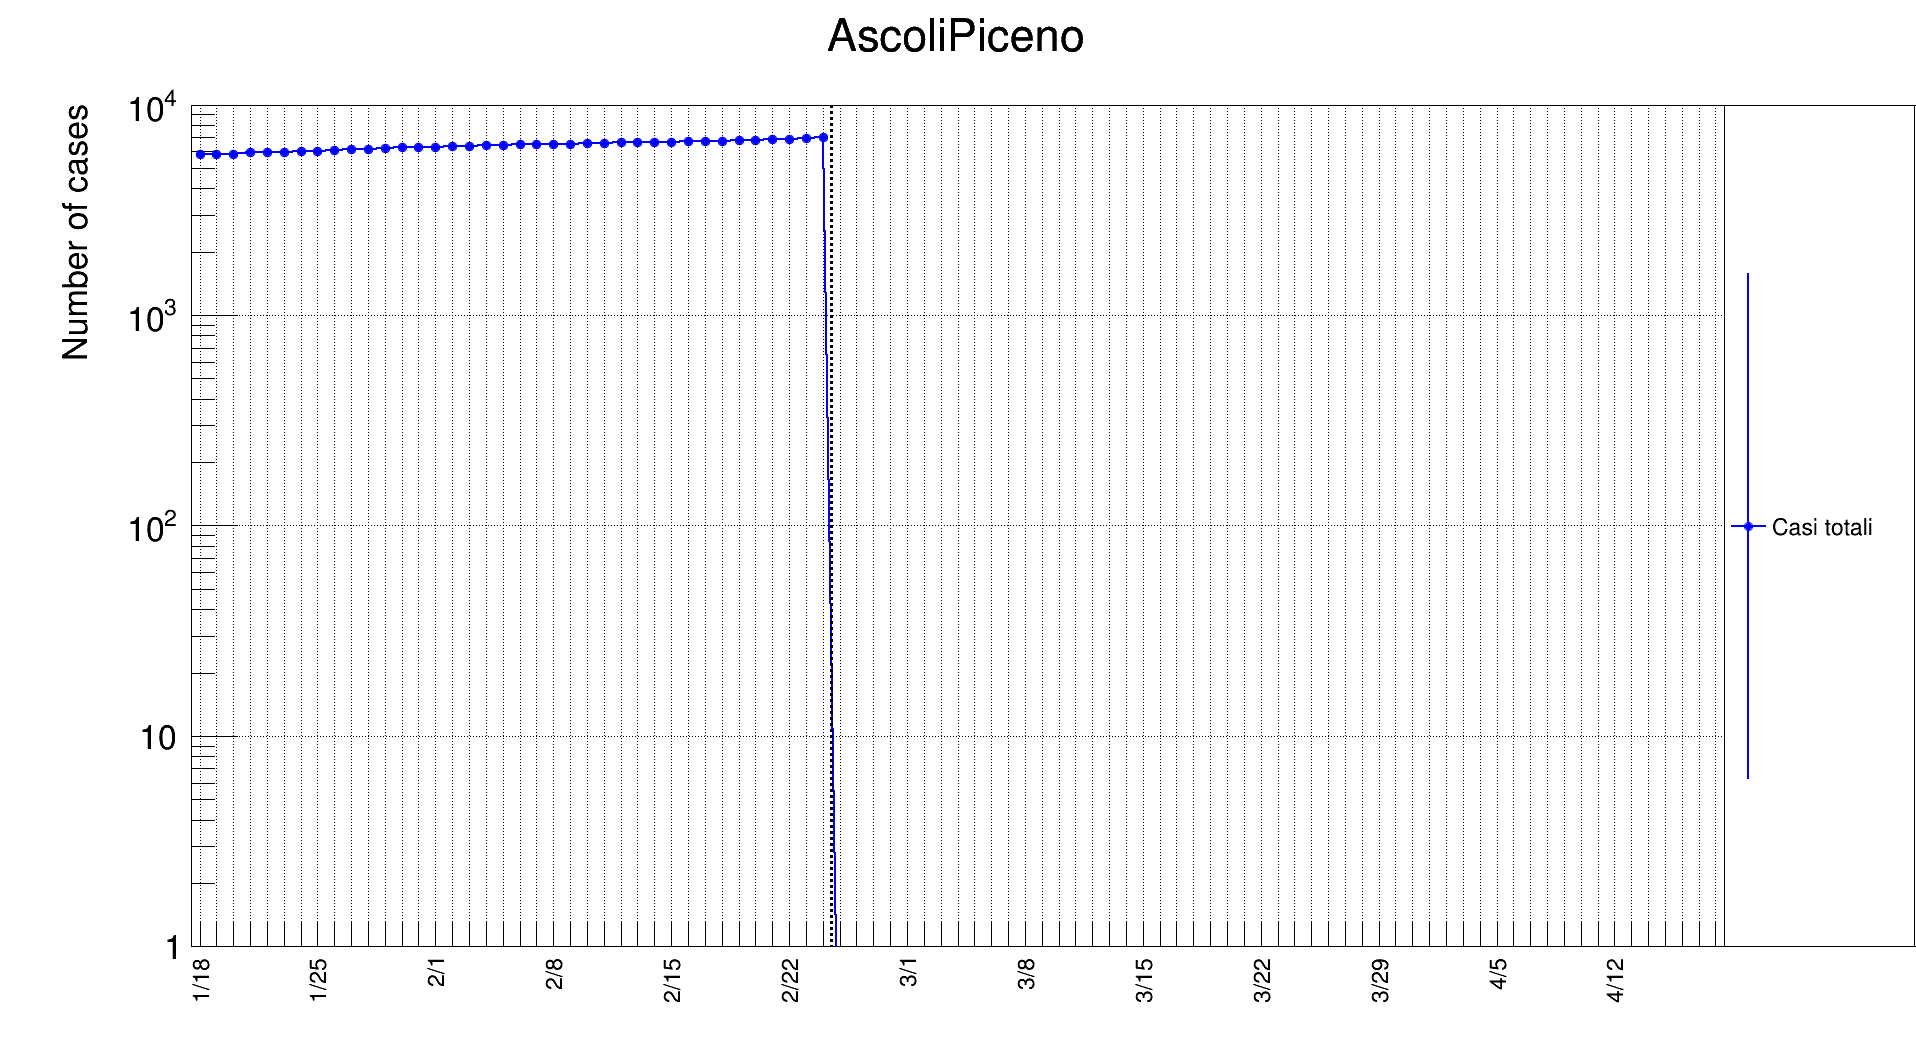 AscoliPiceno
Number of cases
10^4
10^3
10^2
10
1
1/18 1/25 2/1 2/8 2/15 2/22 3/1 3/8 3/15 3/22 3/29 4/5 4/12
Casi totali